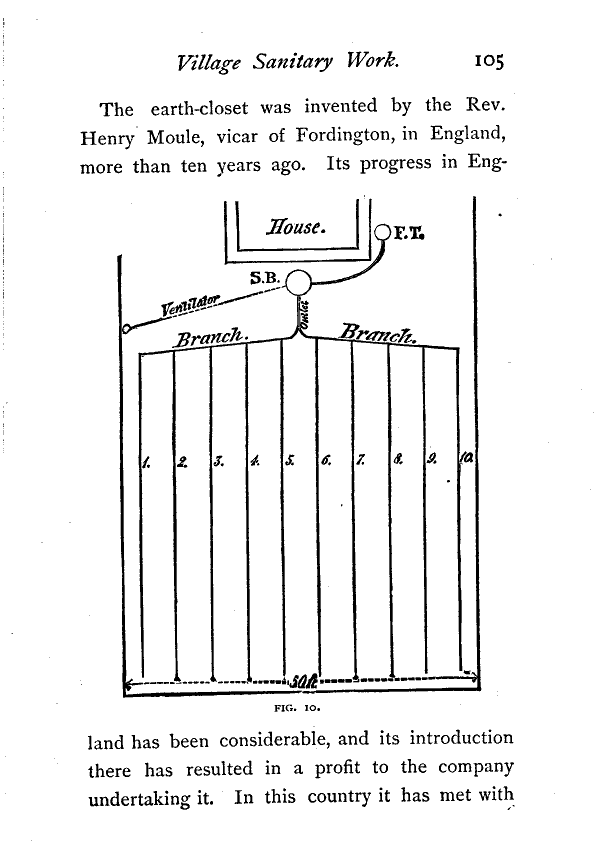 Village Sanitary Work. 105
The earth-closet was invented by the Rev.
Henry Moule, vicar of Fordington, in England,
more than ten years ago. Its progress in Eng-
House.
F.T.
S.B.
Ventilator
Outlet
Branch. Branch.
1. 2. 3. 4. 5. 6. 7. 8. 9. 10.
50 ft.
FIG. 10.
land has been considerable, and its introduction
there has resulted in a profit to the company
undertaking it. In this country it has met with